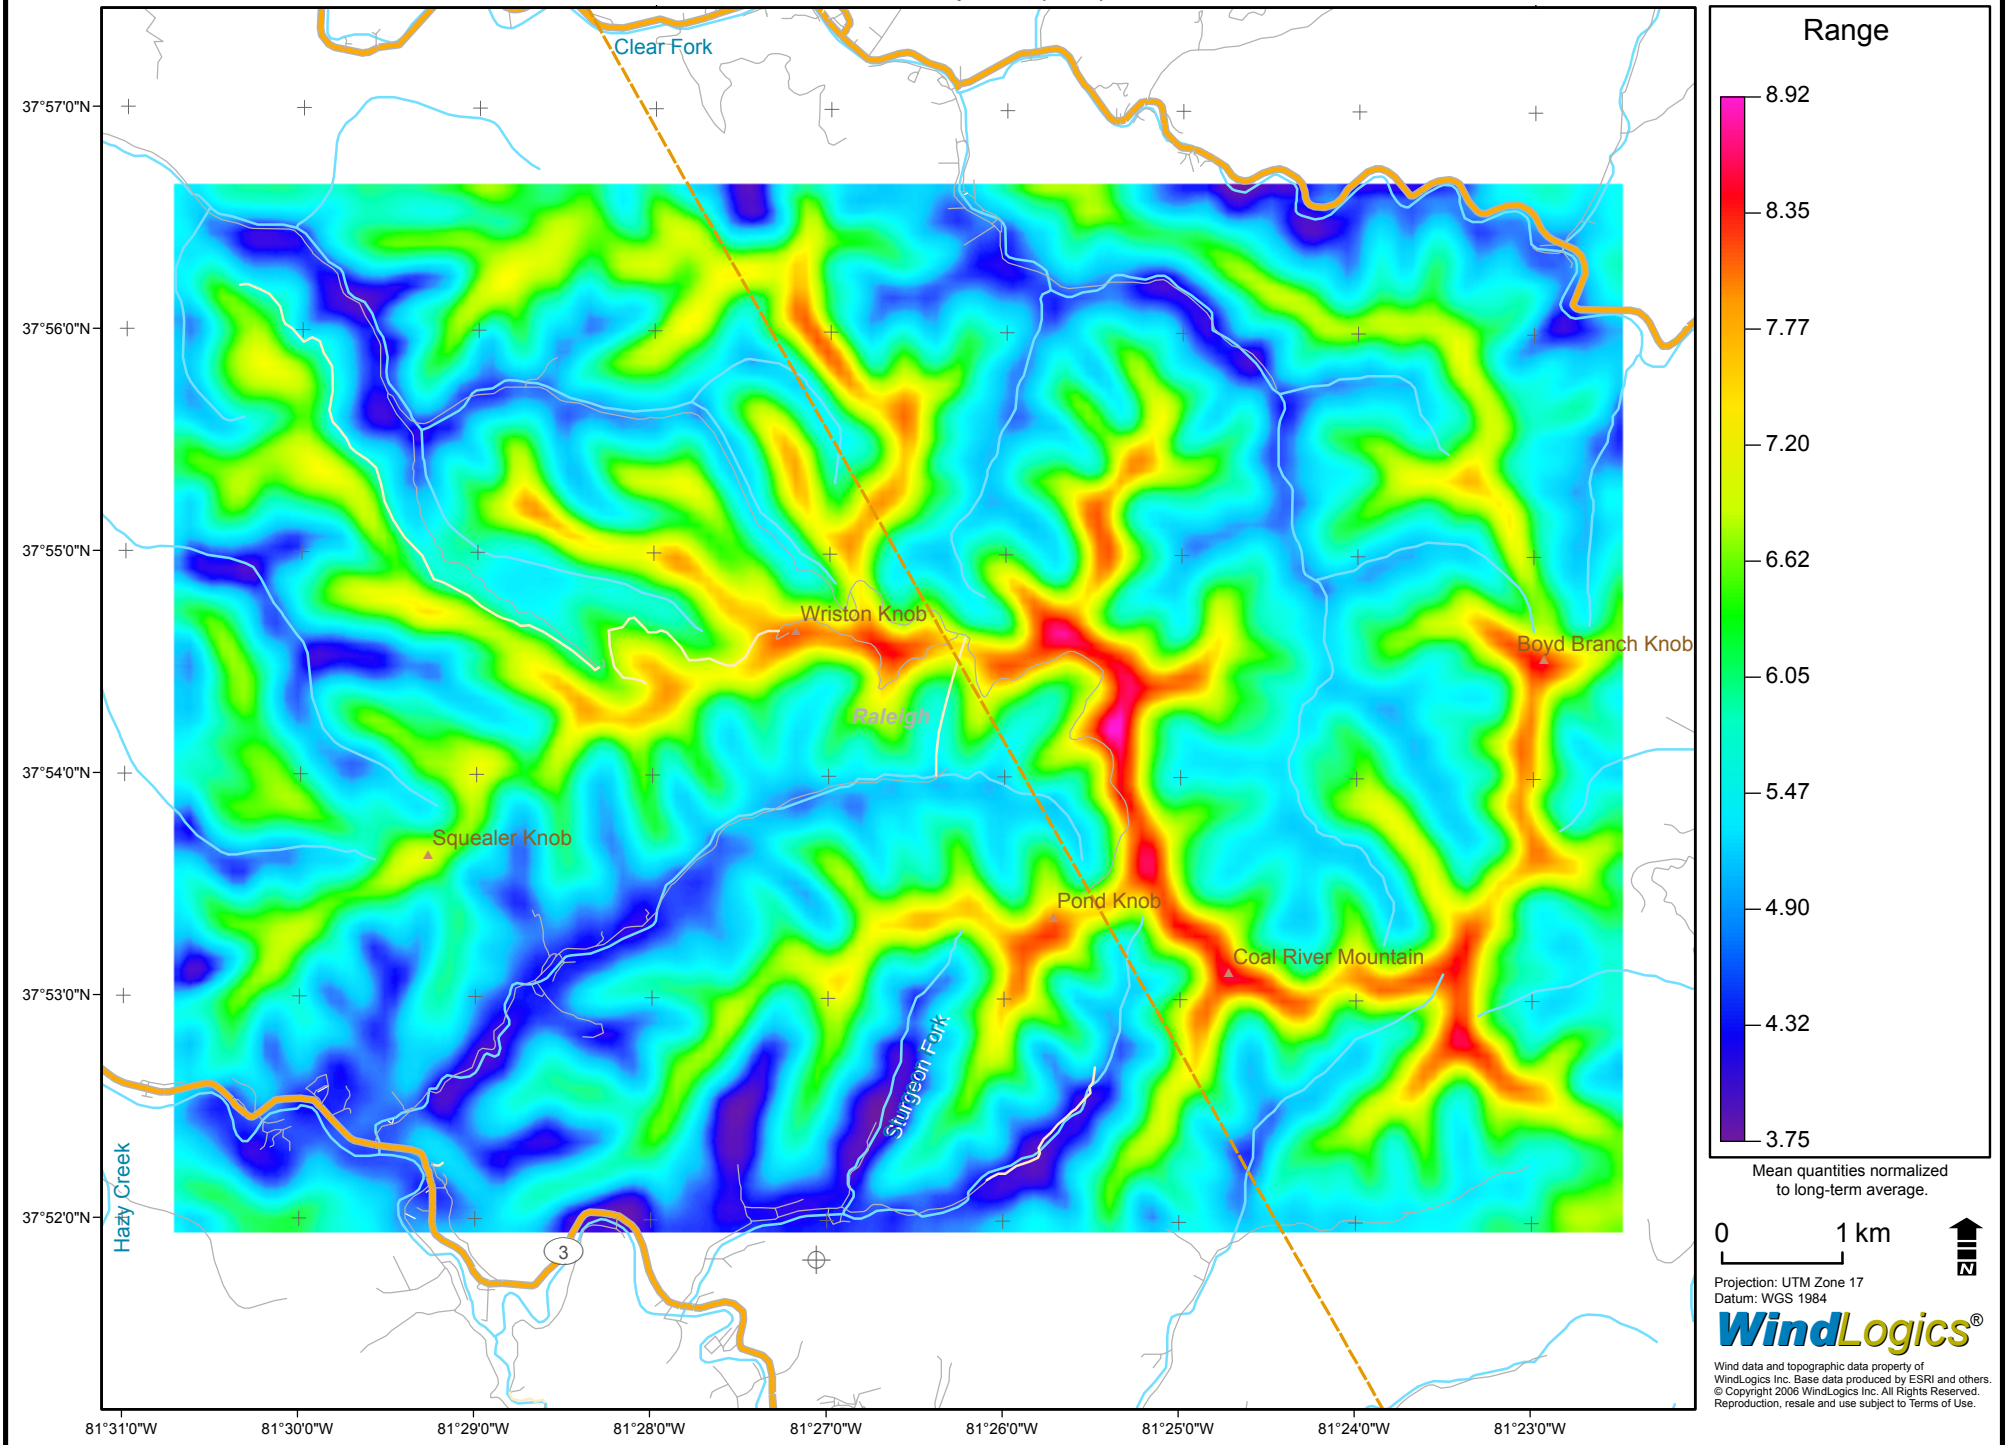 Clear Fork
37°57'0"N
37°56'0"N
37°55'0"N
37°54'0"N
37°53'0"N
37°52'0"N
Wriston Knob
Boyd Branch Knob
Raleigh
Squealer Knob
Pond Knob
Coal River Mountain
Sturgeon Fork
Hazy Creek
3
81°31'0"W
81°30'0"W
81°29'0"W
81°28'0"W
81°27'0"W
81°26'0"W
81°25'0"W
81°24'0"W
81°23'0"W
Range
8.92
8.35
7.77
7.20
6.62
6.05
5.47
4.90
4.32
3.75
Mean quantities normalized
to long-term average.
0 1 km
N
Projection: UTM Zone 17
Datum: WGS 1984
WindLogics®
Wind data and topographic data property of
WindLogics Inc. Base data produced by ESRI and others.
© Copyright 2006 WindLogics Inc. All Rights Reserved.
Reproduction, resale and use subject to Terms of Use.